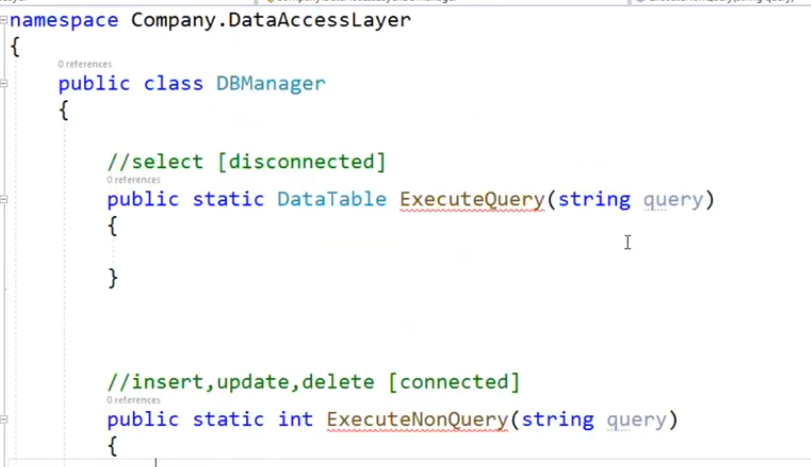 namespace Company.DataAccessLayer
{
0 references
public class DBManager
{
//select [disconnected]
0 references
public static DataTable ExecuteQuery(string query)
{
}
//insert,update,delete [connected]
0 references
public static int ExecuteNonQuery(string query)
{